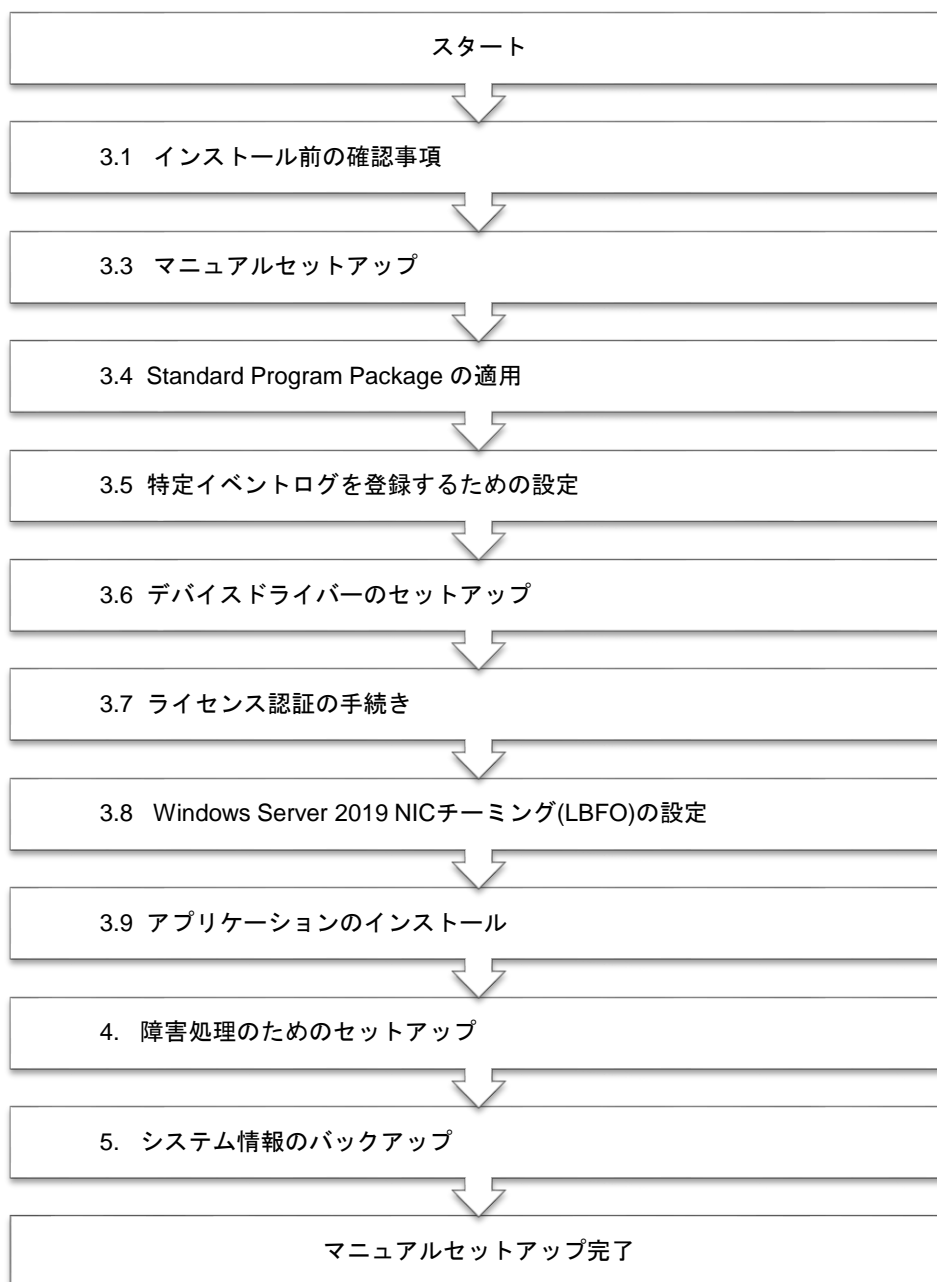 スタート
3.1 インストール前の確認事項
3.3 マニュアルセットアップ
3.4 Standard Program Package の適用
3.5 特定イベントログを登録するための設定
3.6 デバイスドライバーのセットアップ
3.7 ライセンス認証の手続き
3.8 Windows Server 2019 NICチーミング(LBFO)の設定
3.9 アプリケーションのインストール
4. 障害処理のためのセットアップ
5. システム情報のバックアップ
マニュアルセットアップ完了